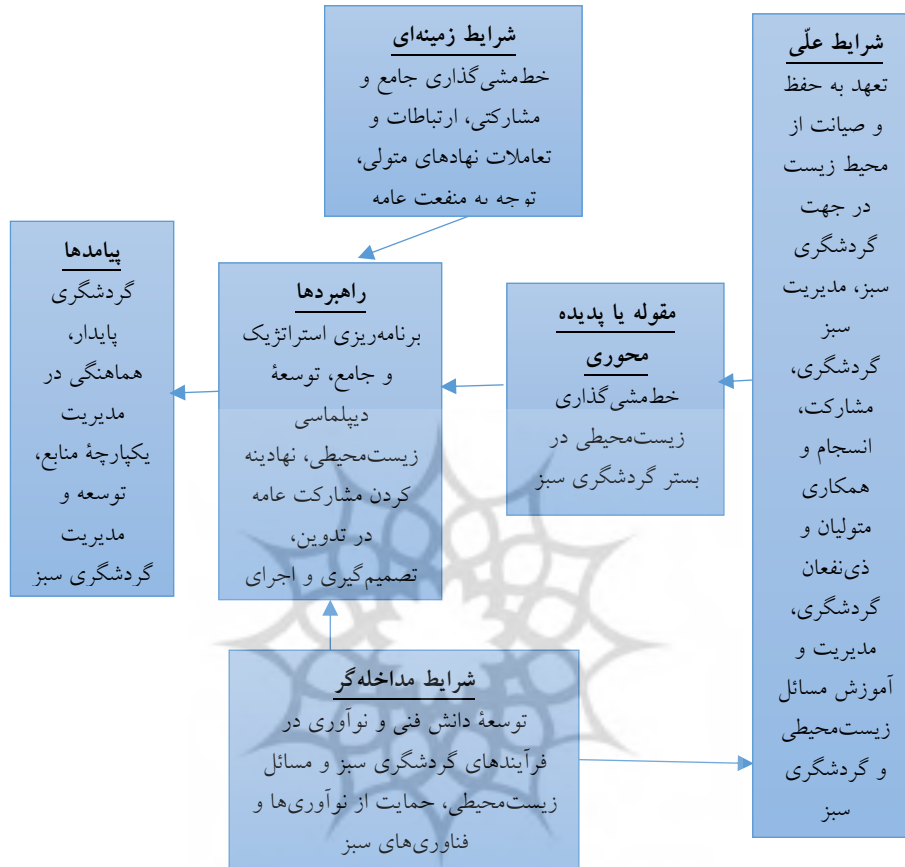 شرایط علّی
تعهد به حفظ
و صیانت از
محیط زیست
در جهت
گردشگری
سبز، مدیریت
سبز
گردشگری،
مشارکت،
انسجام و
همکاری
متولیان و
ذی‌نفعان
گردشگری،
مدیریت و
آموزش مسائل
زیست‌محیطی
و گردشگری
سبز
شرایط زمینه‌ای
خط‌مشی‌گذاری جامع و
مشارکتی، ارتباطات و
تعاملات نهادهای متولی،
توجه به منفعت عامه
مقوله یا پدیده
محوری
خط‌مشی‌گذاری
زیست‌محیطی در
بستر گردشگری سبز
راهبردها
برنامه‌ریزی استراتژیک
و جامع، توسعهٔ
دیپلماسی
زیست‌محیطی، نهادینه
کردن مشارکت عامه
در تدوین،
تصمیم‌گیری و اجرای
پیامدها
گردشگری
پایدار،
هماهنگی در
مدیریت
یکپارچهٔ منابع،
توسعه و
مدیریت
گردشگری سبز
شرایط مداخله‌گر
توسعهٔ دانش فنی و نوآوری در
فرآیندهای گردشگری سبز و مسائل
زیست‌محیطی، حمایت از نوآوری‌ها و
فناوری‌های سبز